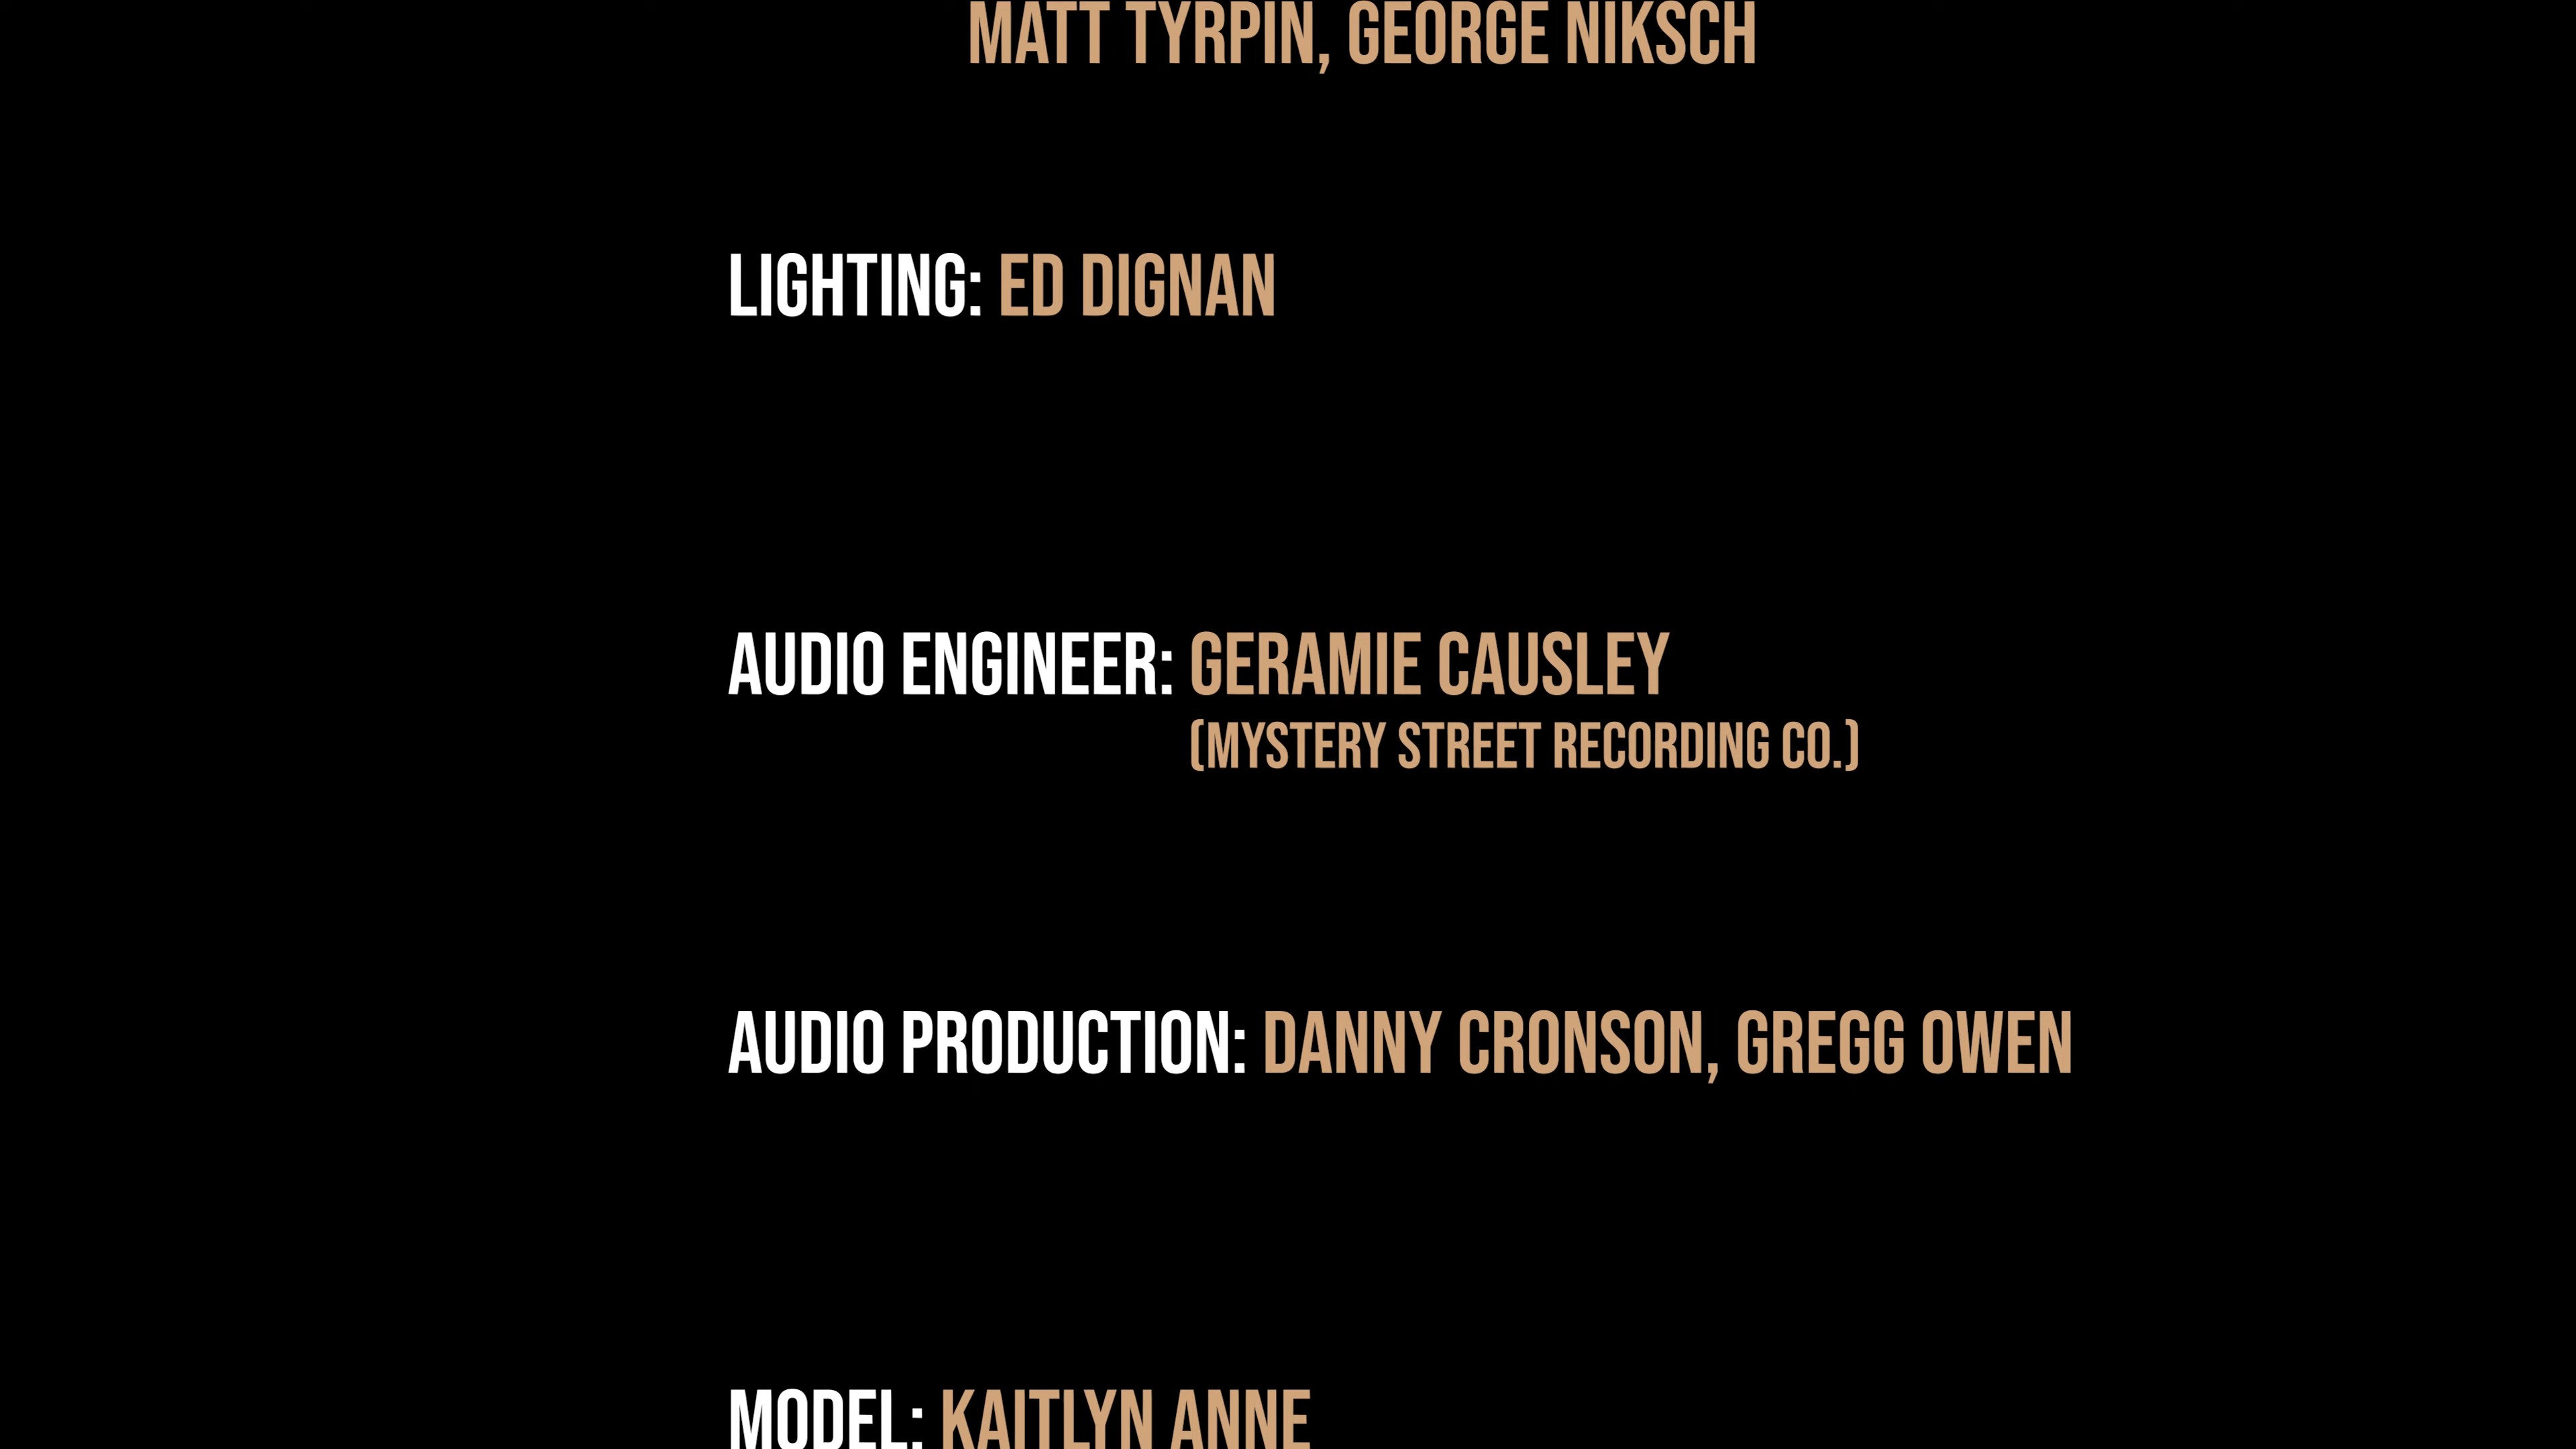 MATT TYRPIN, GEORGE NIKSCH
LIGHTING: ED DIGNAN
AUDIO ENGINEER: GERAMIE CAUSLEY
(MYSTERY STREET RECORDING CO.)
AUDIO PRODUCTION: DANNY CRONSON, GREGG OWEN
MODEL: KAITLYN ANNE